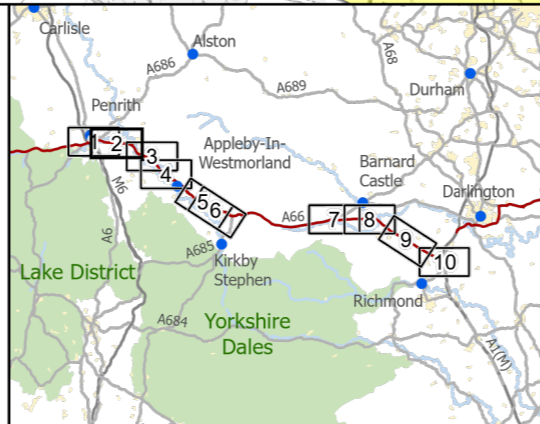 Carlisle
Alston
A68
A686
A689
Durham
Penrith
1
2
3
4
5
6
7
8
9
10
Appleby-In-
Westmorland
Barnard
Castle
Darlington
M6
A66
A6
A685
Kirkby
Stephen
Lake District
Richmond
A684
Yorkshire
Dales
A1(M)